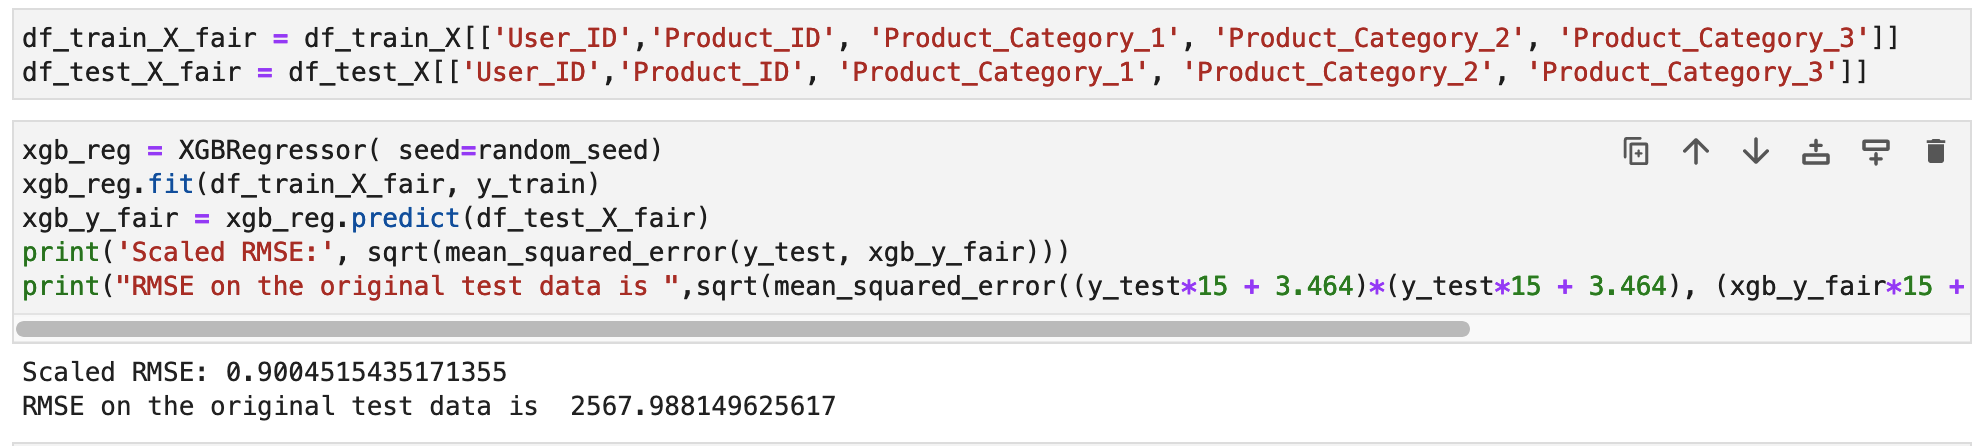 df_train_X_fair = df_train_X[['User_ID','Product_ID', 'Product_Category_1', 'Product_Category_2', 'Product_Category_3']]
df_test_X_fair = df_test_X[['User_ID','Product_ID', 'Product_Category_1', 'Product_Category_2', 'Product_Category_3']]
xgb_reg = XGBRegressor( seed=random_seed)
xgb_reg.fit(df_train_X_fair, y_train)
xgb_y_fair = xgb_reg.predict(df_test_X_fair)
print('Scaled RMSE:', sqrt(mean_squared_error(y_test, xgb_y_fair)))
print("RMSE on the original test data is ",sqrt(mean_squared_error((y_test*15 + 3.464)*(y_test*15 + 3.464), (xgb_y_fair*15 +
Scaled RMSE: 0.9004515435171355
RMSE on the original test data is  2567.988149625617